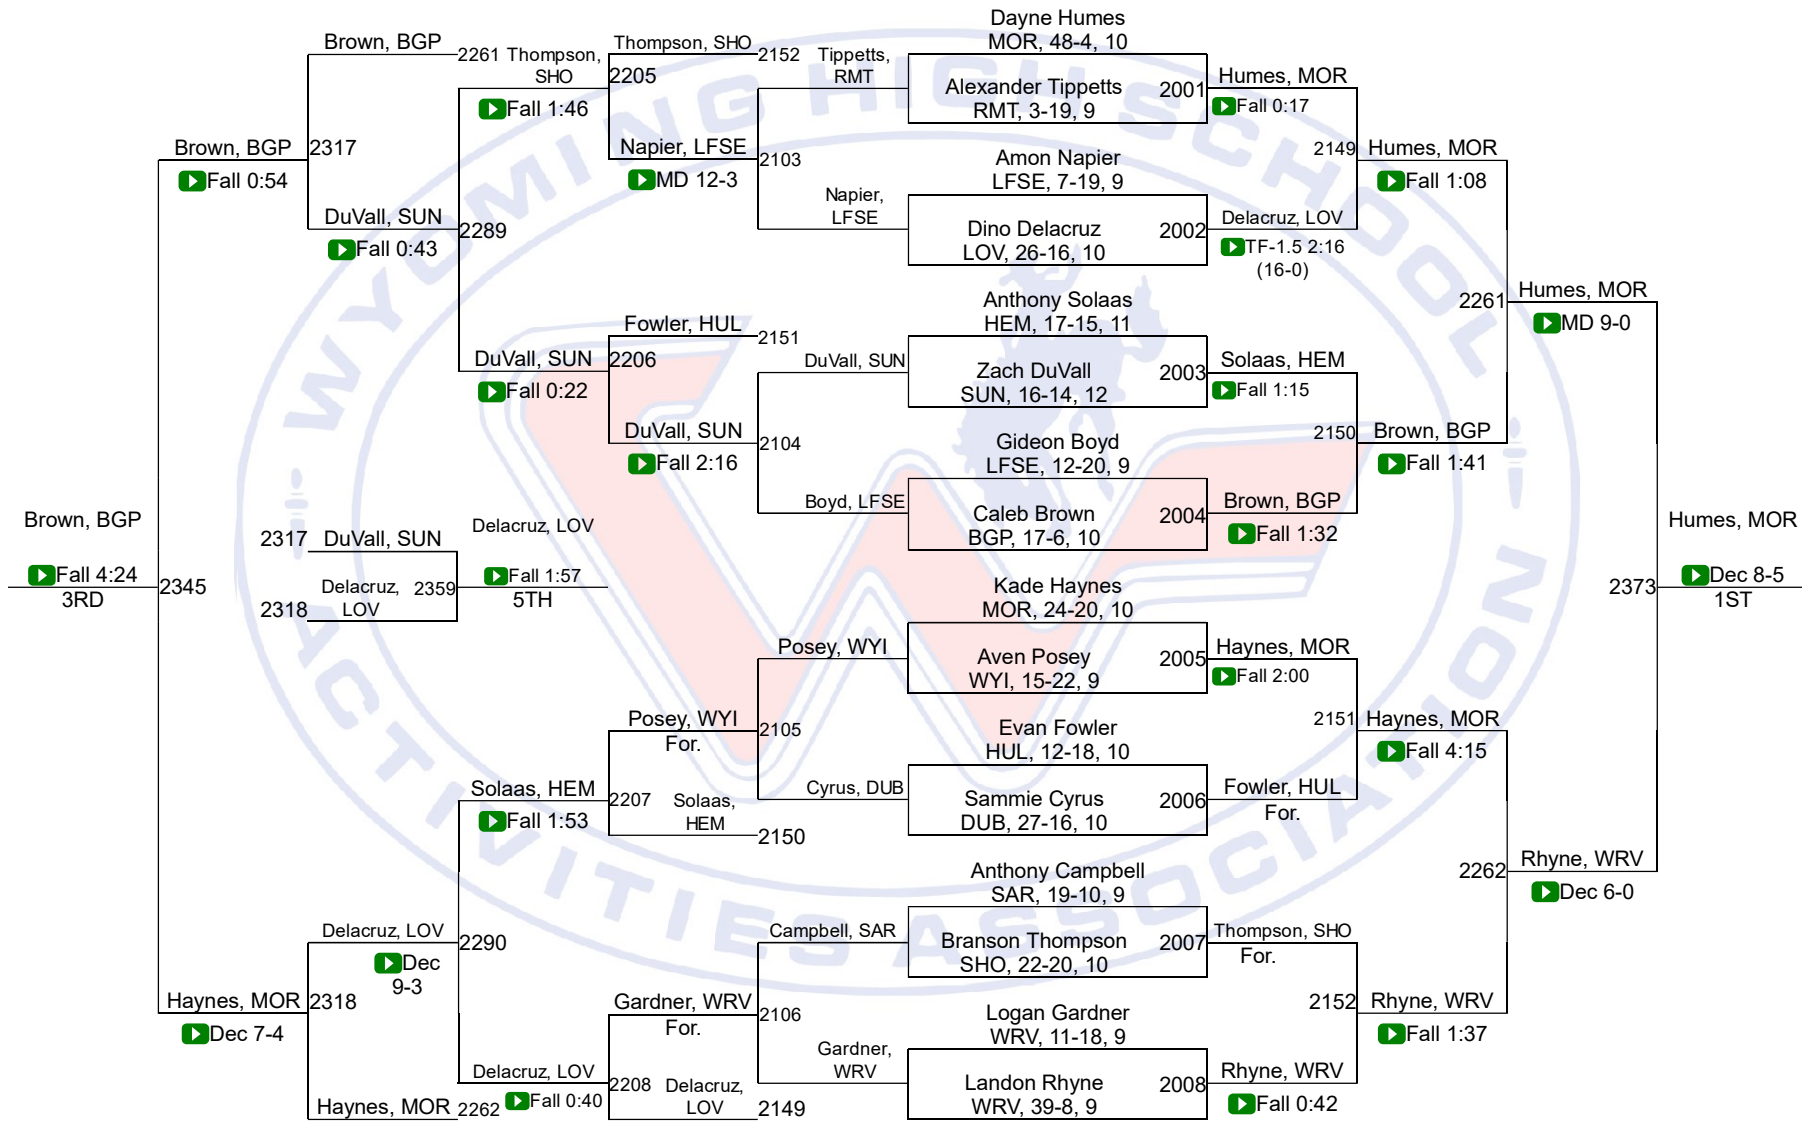 WYOMING HIGH SCHOOL
ACTIVITIES ASSOCIATION
Brown, BGP
2261
Thompson,
SHO
Fall 1:46
2205
Thompson, SHO
2152
Tippetts,
RMT
Dayne Humes
MOR, 48-4, 10
Alexander Tippetts
RMT, 3-19, 9
2001
Humes, MOR
Fall 0:17
Brown, BGP
Fall 0:54
2317
Napier, LFSE
MD 12-3
2103
Napier,
LFSE
Amon Napier
LFSE, 7-19, 9
Dino Delacruz
LOV, 26-16, 10
2002
Delacruz, LOV
TF-1.5 2:16
(16-0)
2149
Humes, MOR
Fall 1:08
DuVall, SUN
Fall 0:43
2289
Fowler, HUL
2151
DuVall, SUN
Fall 0:22
2206
DuVall, SUN
Anthony Solaas
HEM, 17-15, 11
Zach DuVall
SUN, 16-14, 12
2003
Solaas, HEM
Fall 1:15
2261
Humes, MOR
MD 9-0
DuVall, SUN
Fall 2:16
2104
Boyd, LFSE
Gideon Boyd
LFSE, 12-20, 9
Caleb Brown
BGP, 17-6, 10
2004
Brown, BGP
Fall 1:32
2150
Brown, BGP
Fall 1:41
Brown, BGP
Fall 4:24
3RD
2345
2317
DuVall, SUN
2318
Delacruz,
LOV
2359
Delacruz, LOV
Fall 1:57
5TH
Humes, MOR
2373
Dec 8-5
1ST
Posey, WYI
Kade Haynes
MOR, 24-20, 10
Aven Posey
WYI, 15-22, 9
2005
Haynes, MOR
Fall 2:00
Posey, WYI
For.
2105
Cyrus, DUB
Evan Fowler
HUL, 12-18, 10
Sammie Cyrus
DUB, 27-16, 10
2006
Fowler, HUL
For.
2151
Haynes, MOR
Fall 4:15
Solaas, HEM
Fall 1:53
2207
Solaas,
HEM
2150
Delacruz, LOV
Dec
9-3
2290
Campbell, SAR
Anthony Campbell
SAR, 19-10, 9
Branson Thompson
SHO, 22-20, 10
2007
Thompson, SHO
For.
2262
Rhyne, WRV
Dec 6-0
Haynes, MOR
Dec 7-4
2318
Gardner, WRV
For.
2106
Gardner,
WRV
Logan Gardner
WRV, 11-18, 9
Landon Rhyne
WRV, 39-8, 9
2008
Rhyne, WRV
Fall 0:42
2152
Rhyne, WRV
Fall 1:37
Delacruz, LOV
Fall 0:40
2208
Delacruz,
LOV
2149
Haynes, MOR
2262